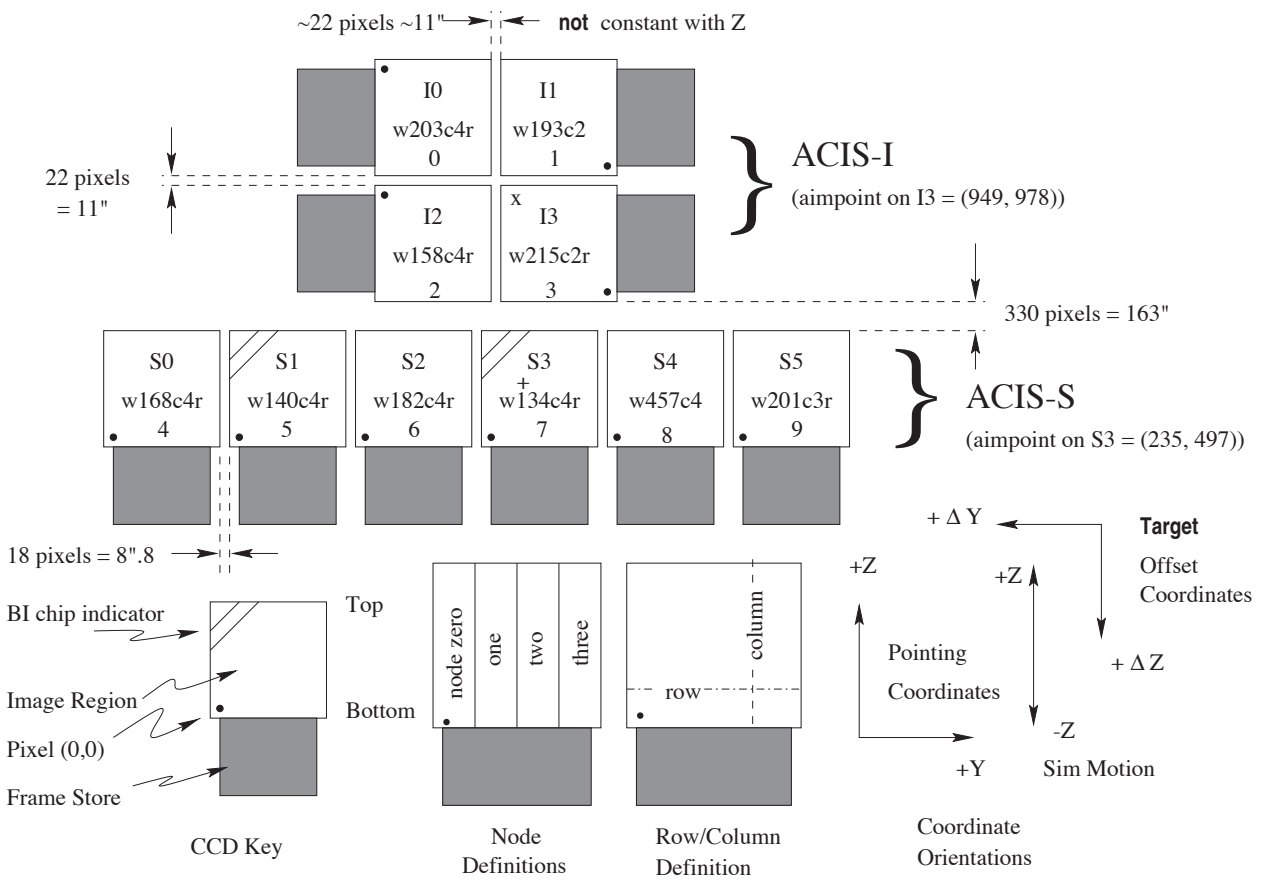 ~22 pixels ~11"
not constant with Z
I0
w203c4r
0
I1
w193c2
1
22 pixels
= 11"
I2
w158c4r
2
x
I3
w215c2r
3
ACIS-I
(aimpoint on I3 = (949, 978))
330 pixels = 163"
S0
w168c4r
4
S1
w140c4r
5
S2
w182c4r
6
S3
+
w134c4r
7
S4
w457c4
8
S5
w201c3r
9
ACIS-S
(aimpoint on S3 = (235, 497))
18 pixels = 8".8
BI chip indicator
Image Region
Pixel (0,0)
Frame Store
Top
Bottom
CCD Key
node zero
one
two
three
Node
Definitions
row
column
Row/Column
Definition
+ Δ Y
Target
Offset
Coordinates
+ Δ Z
+Z
Pointing
Coordinates
+Y
+Z
-Z
Sim Motion
Coordinate
Orientations